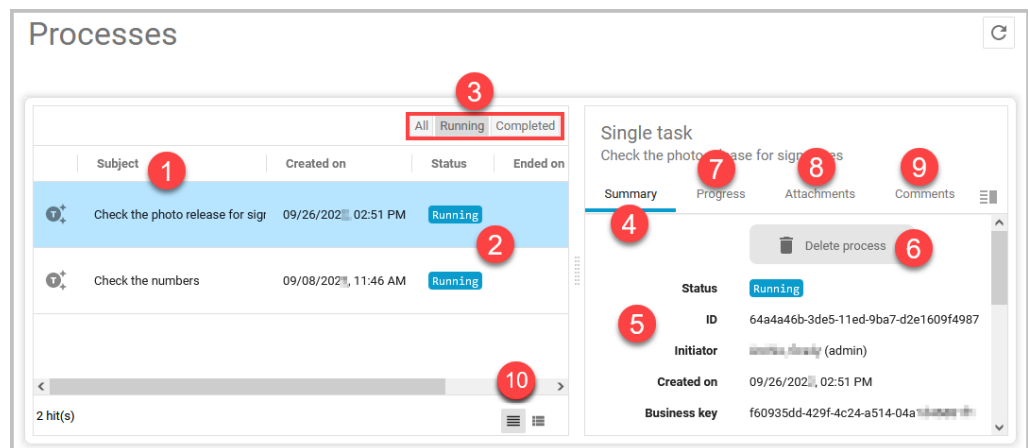 Processes
3
All Running Completed
Subject Created on Status Ended on
1
Check the photo release for sigr 09/26/202 , 02:51 PM Running
2
Check the numbers 09/08/202 , 11:46 AM Running
10
2 hit(s)
Single task
Check the photo release for signatures
7 8 9
Summary Progress Attachments Comments
4
Delete process
6
Status Running
5
ID 64a4a46b-3de5-11ed-9ba7-d2e1609f4987
Initiator (admin)
Created on 09/26/202 , 02:51 PM
Business key f60935dd-429f-4c24-a514-04a